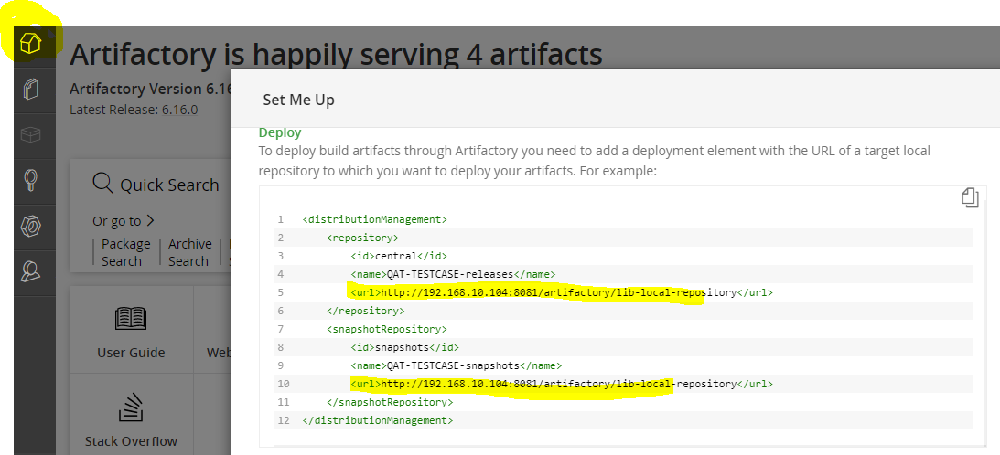 Artifactory is happily serving 4 artifacts
Artifactory Version 6.16
Latest Release: 6.16.0
Set Me Up
Deploy
To deploy build artifacts through Artifactory you need to add a deployment element with the URL of a target local
repository to which you want to deploy your artifacts. For example:
Quick Search
Or go to
Package
Search
Archive
Search
User Guide
Web
Stack Overflow
1 <distributionManagement>
2 <repository>
3 <id>central</id>
4 <name>QAT-TESTCASE-releases</name>
5 <url>http://192.168.10.104:8081/artifactory/lib-local-repository</url>
6 </repository>
7 <snapshotRepository>
8 <id>snapshots</id>
9 <name>QAT-TESTCASE-snapshots</name>
10 <url>http://192.168.10.104:8081/artifactory/lib-local-repository</url>
11 </snapshotRepository>
12 </distributionManagement>